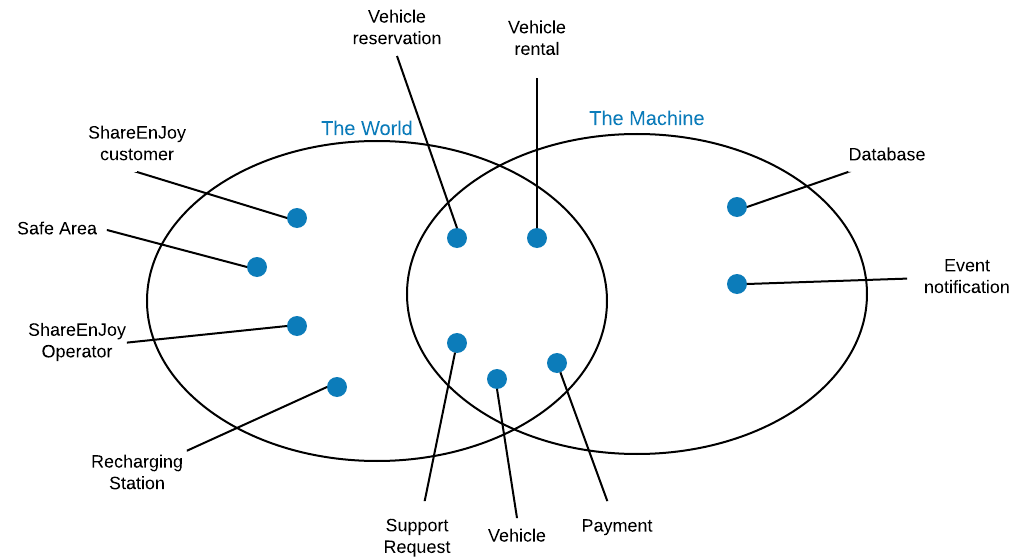 Vehicle
reservation
Vehicle
rental
The World
The Machine
ShareEnJoy
customer
Database
Safe Area
Event
notification
ShareEnJoy
Operator
Recharging
Station
Support
Request
Vehicle
Payment